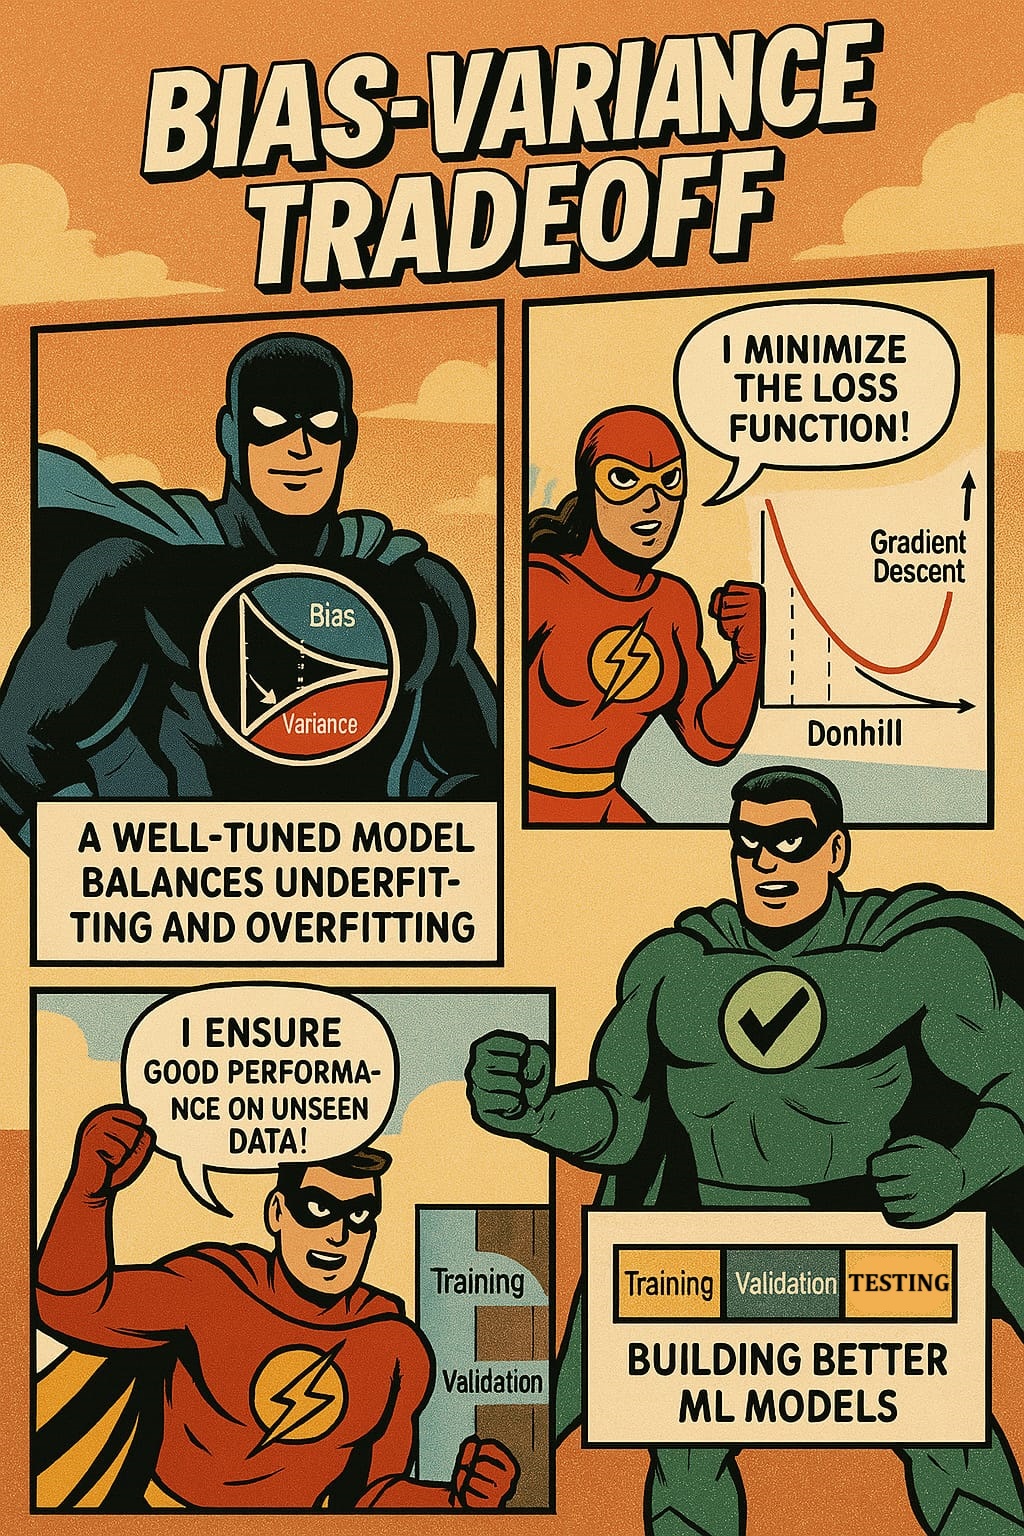 BIAS-VARIANCE
TRADEOFF
Bias
Variance
A WELL-TUNED MODEL
BALANCES UNDERFIT-
TING AND OVERFITTING
I MINIMIZE
THE LOSS
FUNCTION!
Gradient
Descent
Donhill
I ENSURE
GOOD PERFORMA-
NCE ON UNSEEN
DATA!
Training
Validation
Training Validation TESTING
BUILDING BETTER
ML MODELS